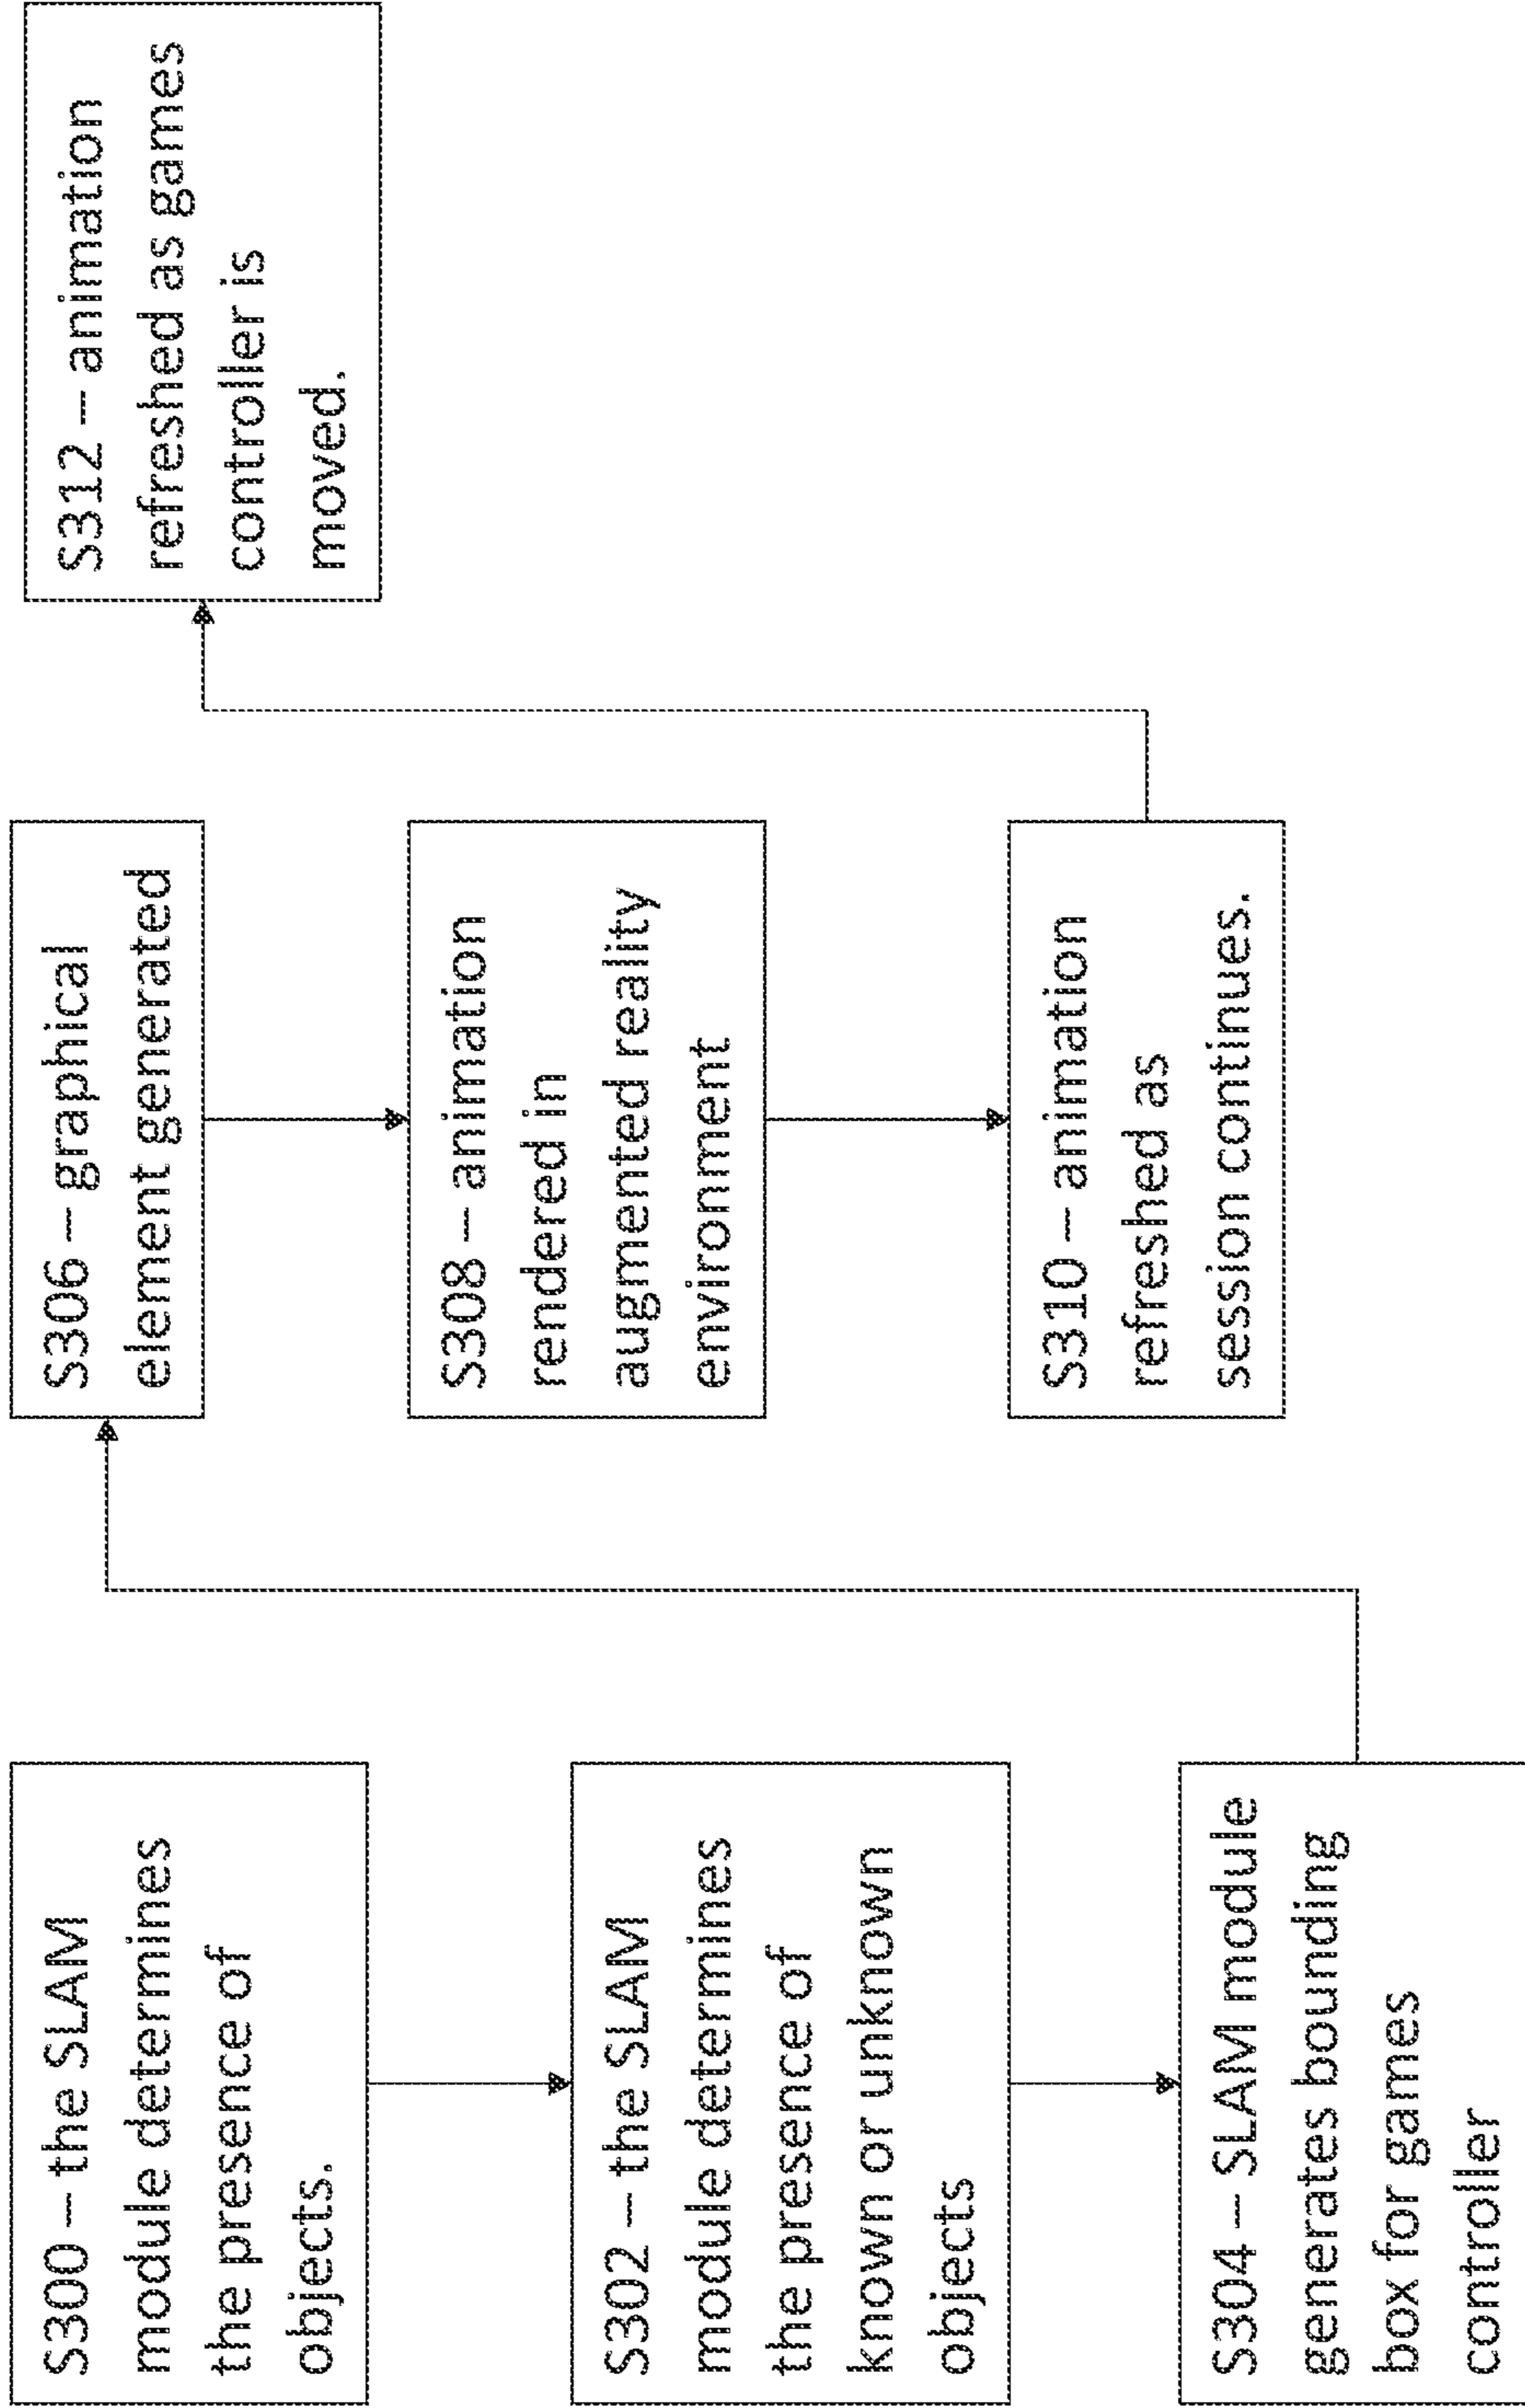 S300 – the SLAM
module determines
the presence of
objects.
S302 – the SLAM
module determines
the presence of
known or unknown
objects
S304 – SLAM module
generates bounding
box for games
controller
S306 – graphical
element generated
S308 – animation
rendered in
augmented reality
environment
S310 – animation
refreshed as
session continues.
S312 – animation
refreshed as games
controller is
moved.